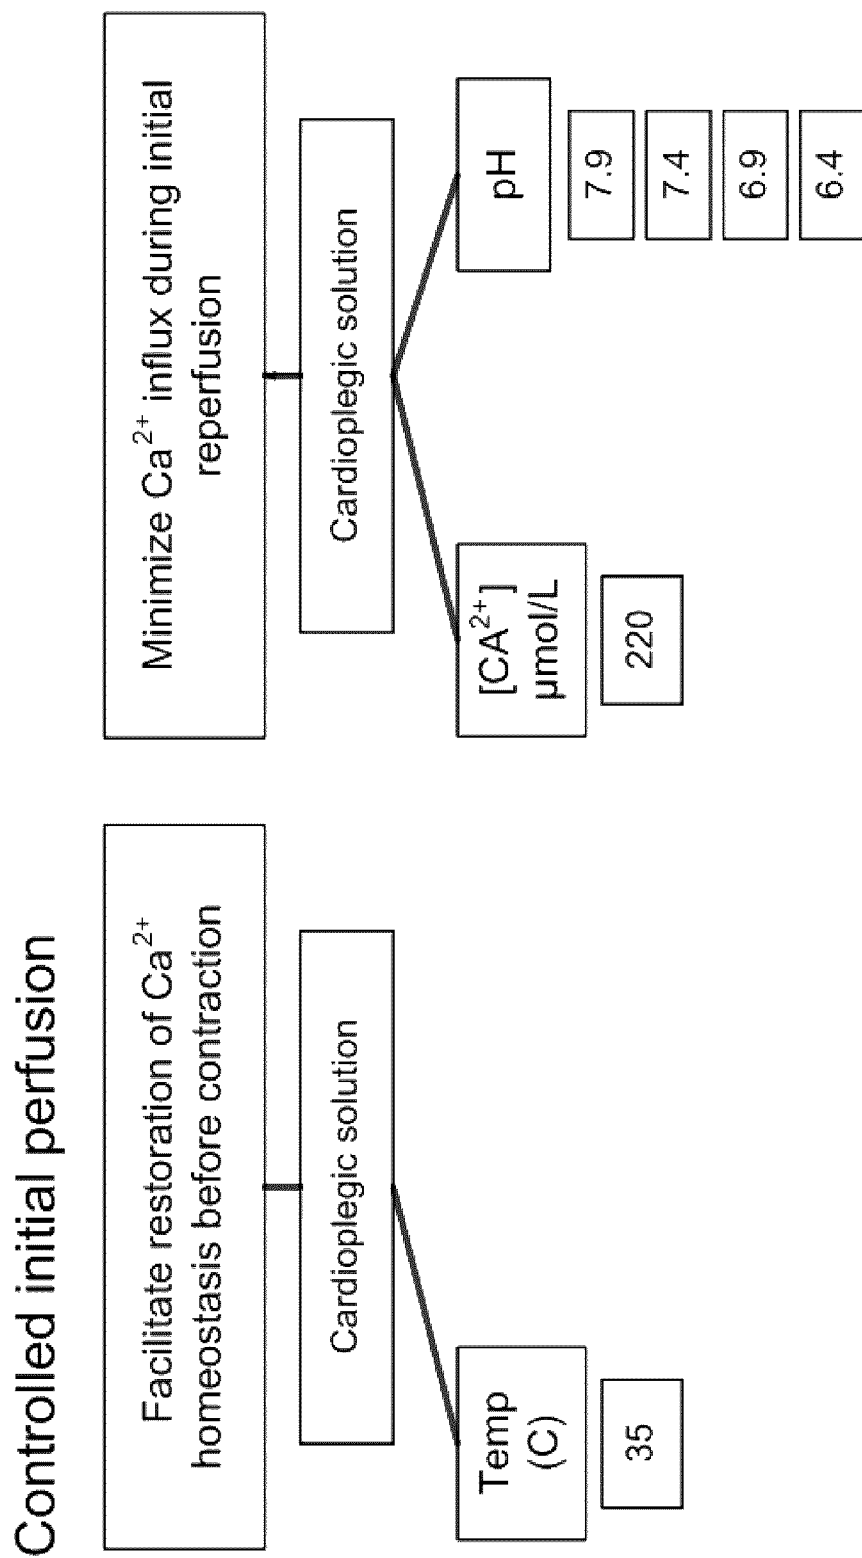 Controlled initial perfusion
Facilitate restoration of Ca²⁺
homeostasis before contraction
Cardioplegic solution
Temp
(C)
35
Minimize Ca²⁺ influx during initial
reperfusion
Cardioplegic solution
[CA²⁺]
µmol/L
220
pH
7.9
7.4
6.9
6.4